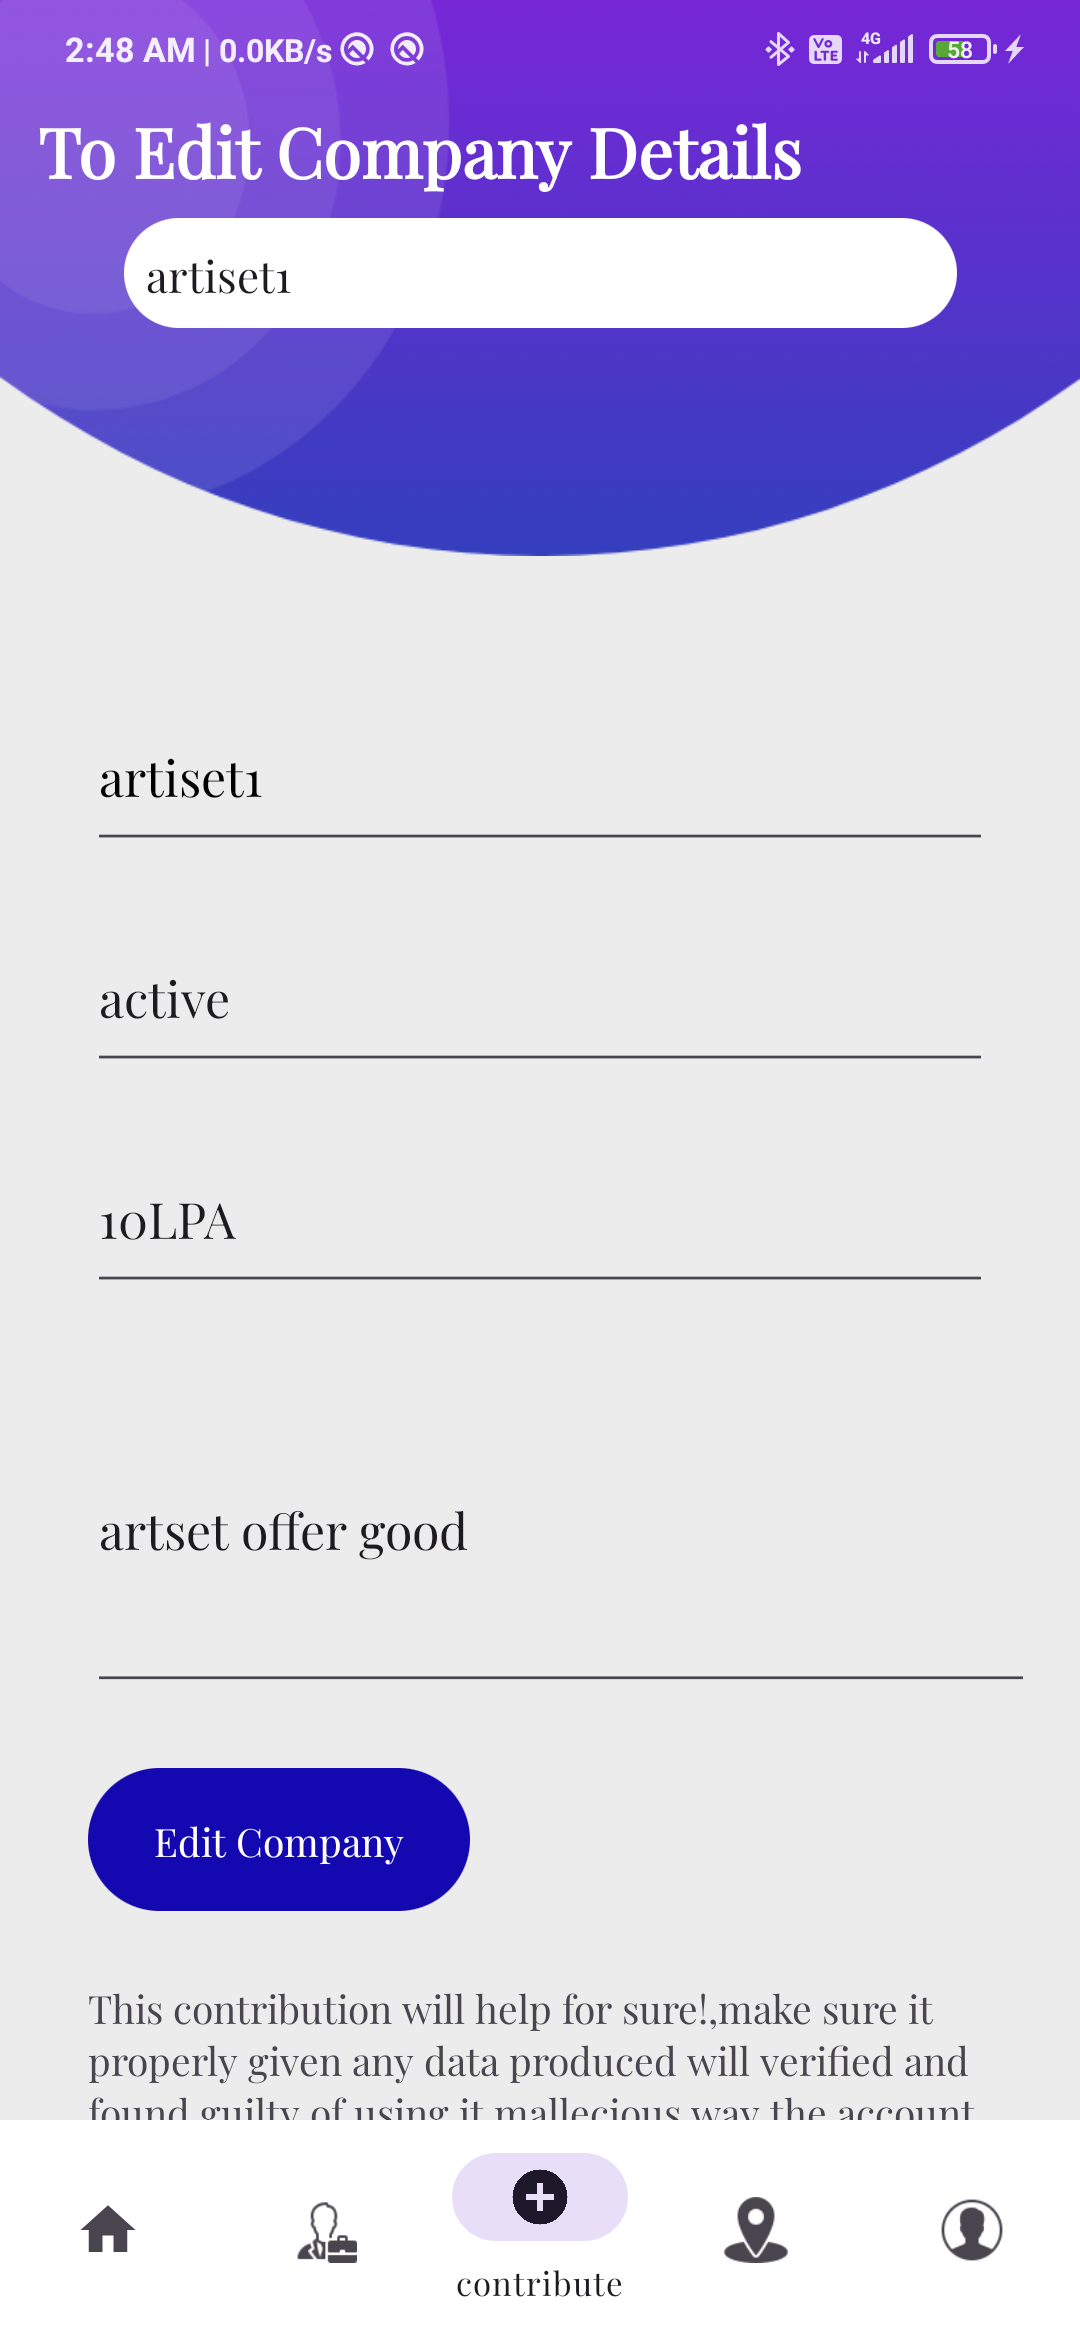 2:48 AM | 0.0KB/s
Vo LTE
4G
58
To Edit Company Details
artiset1
artiset1
active
10LPA
artset offer good
Edit Company
This contribution will help for sure!,make sure it
properly given any data produced will verified and
found guilty of using it mallecious way the account
contribute